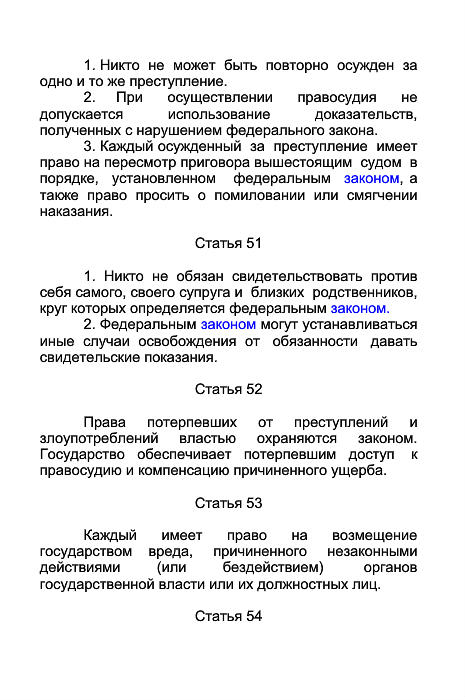 1. Никто не может быть повторно осужден за
одно и то же преступление.
2. При осуществлении правосудия не
допускается использование доказательств,
полученных с нарушением федерального закона.
3. Каждый осужденный за преступление имеет
право на пересмотр приговора вышестоящим судом в
порядке, установленном федеральным законом, а
также право просить о помиловании или смягчении
наказания.
Статья 51
1. Никто не обязан свидетельствовать против
себя самого, своего супруга и близких родственников,
круг которых определяется федеральным законом.
2. Федеральным законом могут устанавливаться
иные случаи освобождения от обязанности давать
свидетельские показания.
Статья 52
Права потерпевших от преступлений и
злоупотреблений властью охраняются законом.
Государство обеспечивает потерпевшим доступ к
правосудию и компенсацию причиненного ущерба.
Статья 53
Каждый имеет право на возмещение
государством вреда, причиненного незаконными
действиями (или бездействием) органов
государственной власти или их должностных лиц.
Статья 54